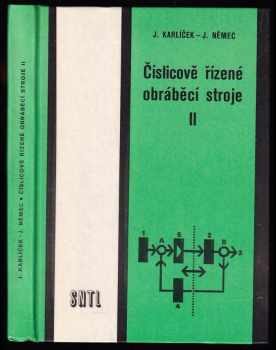 J. KARLÍČEK – J. NĚMEC • ČÍSLICOVĚ ŘÍZENÉ OBRÁBĚCÍ STROJE II
J. KARLÍČEK – J. NĚMEC
Číslicově řízené
obráběcí stroje
II
1 A 5 2 B 3
4
SNTL